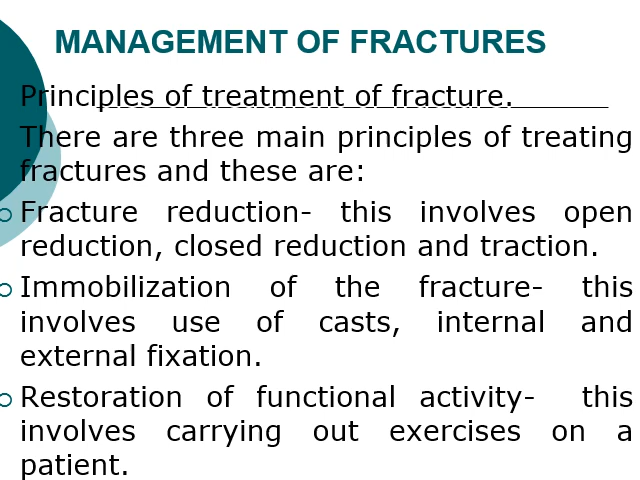 MANAGEMENT OF FRACTURES
Principles of treatment of fracture.
There are three main principles of treating
fractures and these are:
Fracture reduction- this involves open
reduction, closed reduction and traction.
Immobilization of the fracture- this
involves use of casts, internal and
external fixation.
Restoration of functional activity- this
involves carrying out exercises on a
patient.